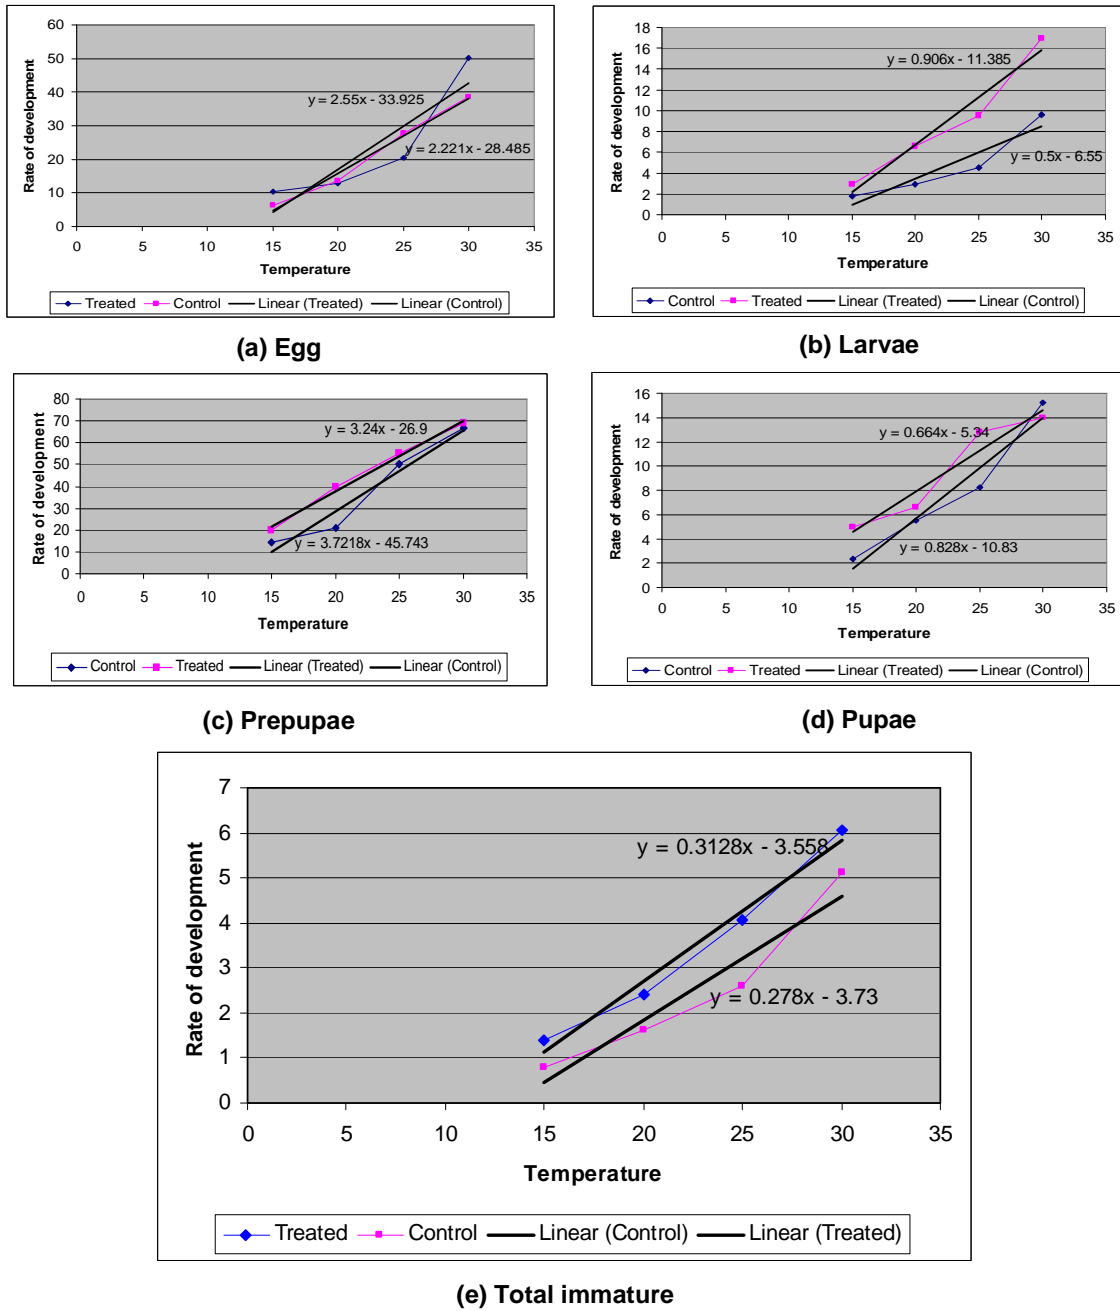 60
50
40
30
20
10
0
Rate of development
y = 2.55x - 33.925
y = 2.221x - 28.485
0 5 10 15 20 25 30 35
Temperature
Treated Control Linear (Treated) Linear (Control)
(a) Egg
18
16
14
12
10
8
6
4
2
0
Rate of development
y = 0.906x - 11.385
y = 0.5x - 6.55
0 5 10 15 20 25 30 35
Temperature
Control Treated Linear (Treated) Linear (Control)
(b) Larvae
80
70
60
50
40
30
20
10
0
Rate of development
y = 3.24x - 26.9
y = 3.7218x - 45.743
0 5 10 15 20 25 30 35
Temperature
Control Treated Linear (Treated) Linear (Control)
(c) Prepupae
16
14
12
10
8
6
4
2
0
Rate of development
y = 0.664x - 5.34
y = 0.828x - 10.83
0 5 10 15 20 25 30 35
Temperature
Control Treated Linear (Treated) Linear (Control)
(d) Pupae
7
6
5
4
3
2
1
0
Rate of development
y = 0.3128x - 3.558
y = 0.278x - 3.73
0 5 10 15 20 25 30 35
Temperature
Treated Control Linear (Control) Linear (Treated)
(e) Total immature